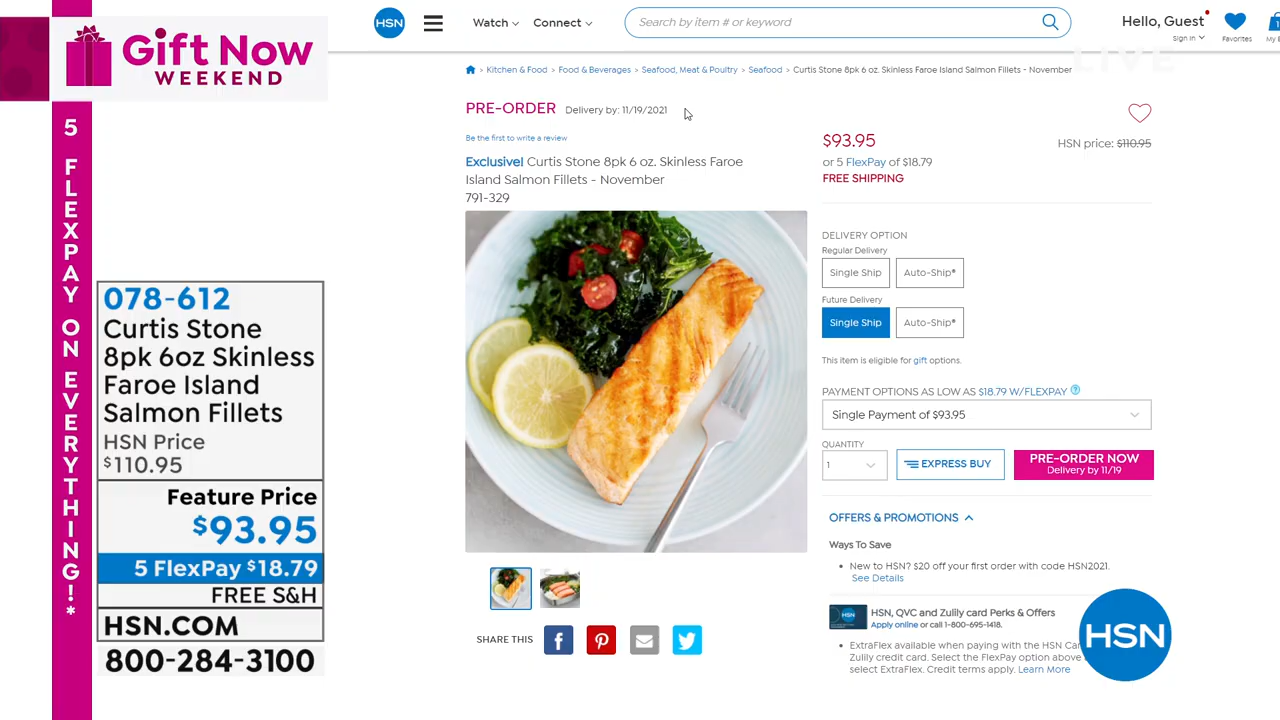 Gift Now
WEEKEND
5 FLEXPAY ON EVERYTHING!*
078-612
Curtis Stone
8pk 6oz Skinless
Faroe Island
Salmon Fillets
HSN Price
$110.95
Feature Price
$93.95
5 FlexPay $18.79
FREE S&H
HSN.COM
800-284-3100
HSN
Watch
Connect
Search by item # or keyword
Hello, Guest
Sign In
Favorites
LIVE
> Kitchen & Food > Food & Beverages > Seafood, Meat & Poultry > Seafood > Curtis Stone 8pk 6 oz. Skinless Faroe Island Salmon Fillets - November
PRE-ORDER Delivery by: 11/19/2021
Be the first to write a review
Exclusive! Curtis Stone 8pk 6 oz. Skinless Faroe
Island Salmon Fillets - November
791-329
SHARE THIS
$93.95
HSN price: $110.95
or 5 FlexPay of $18.79
FREE SHIPPING
DELIVERY OPTION
Regular Delivery
Single Ship Auto-Ship®
Future Delivery
Single Ship Auto-Ship®
This item is eligible for gift options.
PAYMENT OPTIONS AS LOW AS $18.79 W/FLEXPAY ?
Single Payment of $93.95
QUANTITY
1
EXPRESS BUY
PRE-ORDER NOW
Delivery by 11/19
OFFERS & PROMOTIONS
Ways To Save
New to HSN? $20 off your first order with code HSN2021.
See Details
HSN, QVC and Zulily card Perks & Offers
Apply online or call 1-800-695-1418.
ExtraFlex available when paying with the HSN
Zulily credit card. Select the FlexPay option above
select ExtraFlex. Credit terms apply. Learn More
HSN